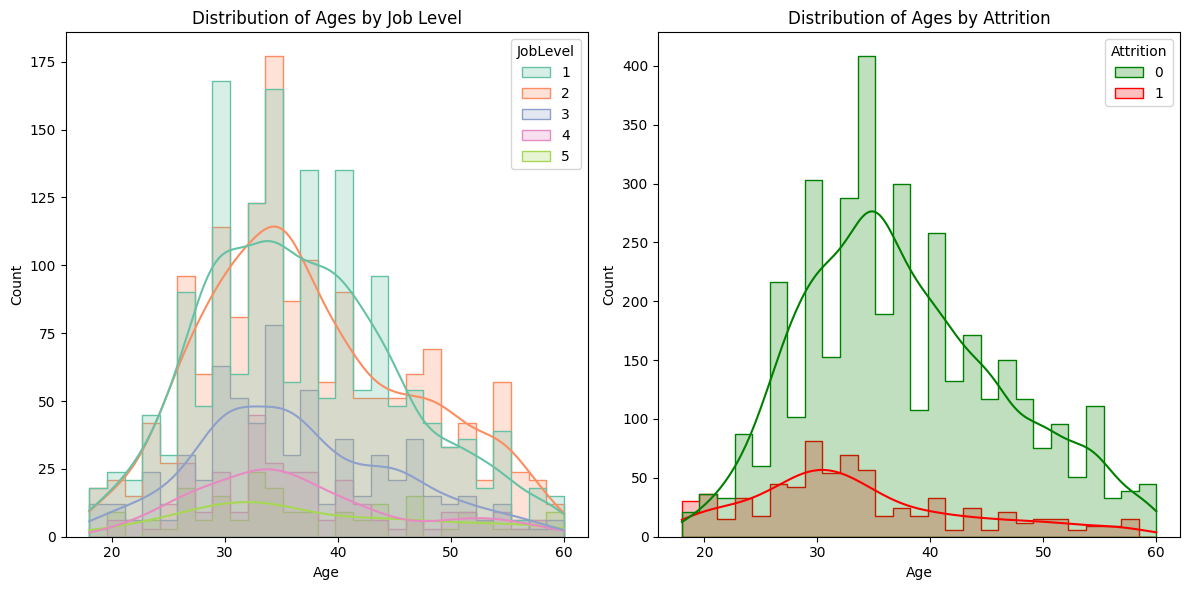 Distribution of Ages by Job Level
JobLevel
1
2
3
4
5
175
150
125
100
75
50
25
0
Count
20 30 40 50 60
Age
Distribution of Ages by Attrition
Attrition
0
1
400
350
300
250
200
150
100
50
0
Count
20 30 40 50 60
Age